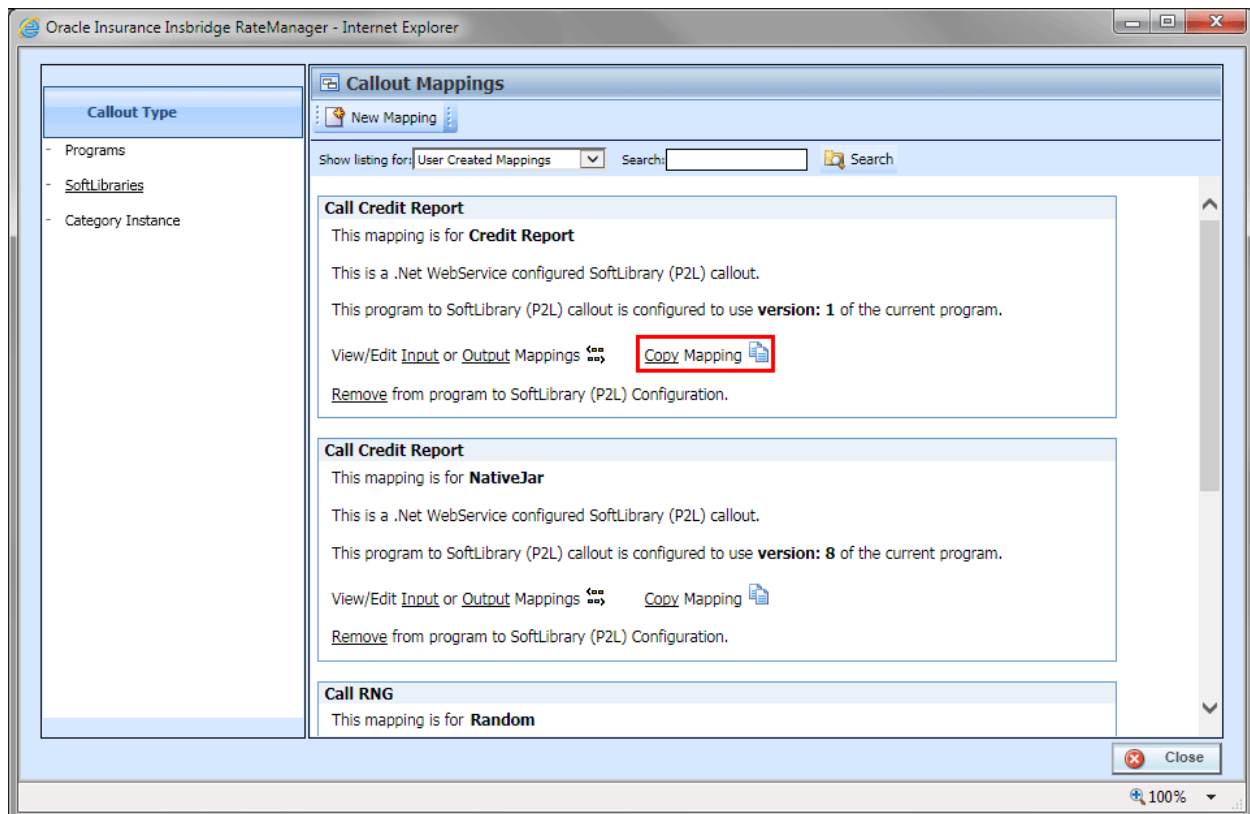 Oracle Insurance Insbridge RateManager - Internet Explorer
Callout Type
- Programs
- SoftLibraries
- Category Instance
Callout Mappings
New Mapping
Show listing for: User Created Mappings Search: Search
Call Credit Report
This mapping is for Credit Report
This is a .Net WebService configured SoftLibrary (P2L) callout.
This program to SoftLibrary (P2L) callout is configured to use version: 1 of the current program.
View/Edit Input or Output Mappings Copy Mapping
Remove from program to SoftLibrary (P2L) Configuration.
Call Credit Report
This mapping is for NativeJar
This is a .Net WebService configured SoftLibrary (P2L) callout.
This program to SoftLibrary (P2L) callout is configured to use version: 8 of the current program.
View/Edit Input or Output Mappings Copy Mapping
Remove from program to SoftLibrary (P2L) Configuration.
Call RNG
This mapping is for Random
Close
100%